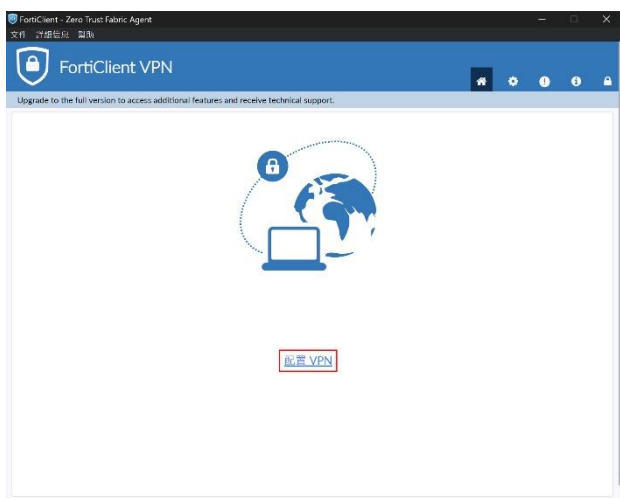 FortiClient - Zero Trust Fabric Agent
文件 詳細信息 幫助
FortiClient VPN
Upgrade to the full version to access additional features and receive technical support.
配置 VPN